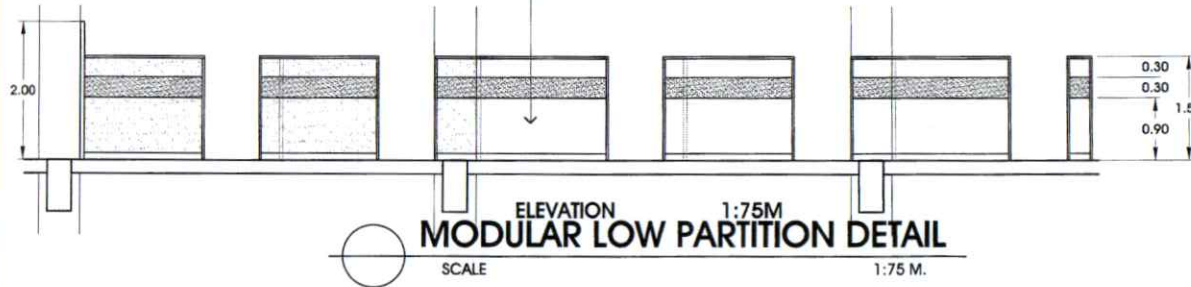 2.00
0.30
0.30
0.90
ELEVATION 1:75M
MODULAR LOW PARTITION DETAIL
SCALE 1:75 M.